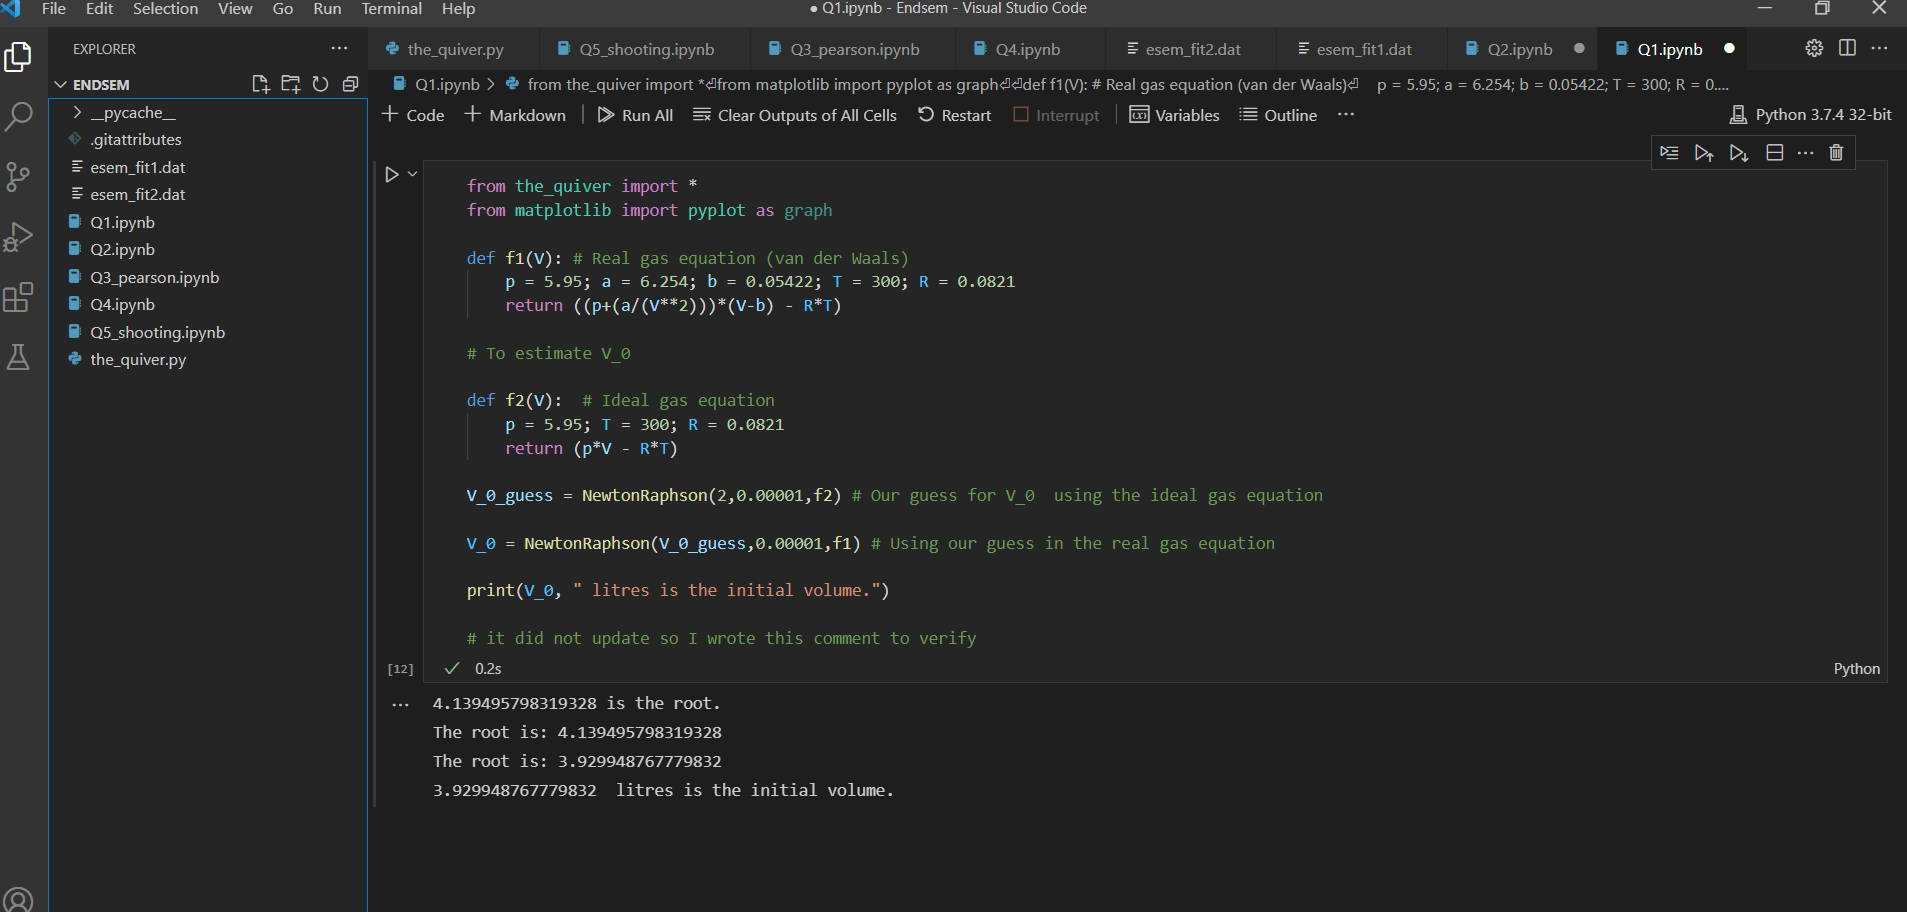 File Edit Selection View Go Run Terminal Help
● Q1.ipynb - Endsem - Visual Studio Code
EXPLORER
ENDSEM
__pycache__
.gitattributes
esem_fit1.dat
esem_fit2.dat
Q1.ipynb
Q2.ipynb
Q3_pearson.ipynb
Q4.ipynb
Q5_shooting.ipynb
the_quiver.py
the_quiver.py Q5_shooting.ipynb Q3_pearson.ipynb Q4.ipynb esem_fit2.dat esem_fit1.dat Q2.ipynb Q1.ipynb
Q1.ipynb > from the_quiver import *⏎from matplotlib import pyplot as graph⏎⏎def f1(V): # Real gas equation (van der Waals)⏎ p = 5.95; a = 6.254; b = 0.05422; T = 300; R = 0....
+ Code + Markdown Run All Clear Outputs of All Cells Restart Interrupt Variables Outline ... Python 3.7.4 32-bit
from the_quiver import *
from matplotlib import pyplot as graph
def f1(V): # Real gas equation (van der Waals)
p = 5.95; a = 6.254; b = 0.05422; T = 300; R = 0.0821
return ((p+(a/(V**2)))*(V-b) - R*T)
# To estimate V_0
def f2(V):  # Ideal gas equation
p = 5.95; T = 300; R = 0.0821
return (p*V - R*T)
V_0_guess = NewtonRaphson(2,0.00001,f2) # Our guess for V_0  using the ideal gas equation
V_0 = NewtonRaphson(V_0_guess,0.00001,f1) # Using our guess in the real gas equation
print(V_0, " litres is the initial volume.")
# it did not update so I wrote this comment to verify
[12] ✓ 0.2s Python
4.139495798319328 is the root.
The root is: 4.139495798319328
The root is: 3.929948767779832
3.929948767779832  litres is the initial volume.